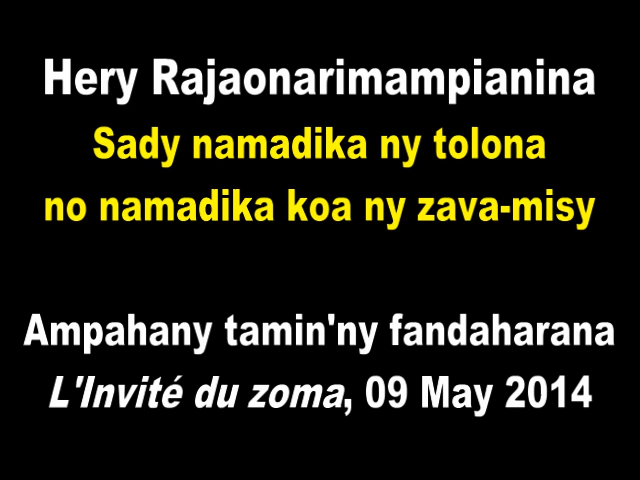 Hery Rajaonarimampianina
Sady namadika ny tolona
no namadika koa ny zava-misy
Ampahany tamin'ny fandaharana
L'Invité du zoma, 09 May 2014